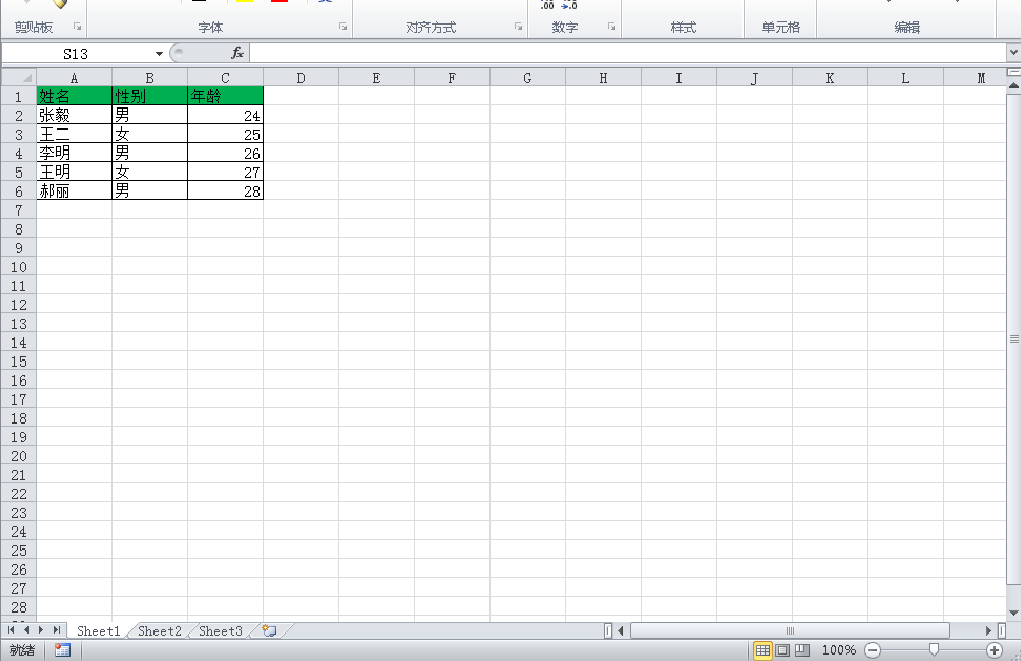 剪贴板 字体 对齐方式 数字 样式 单元格 编辑
S13 fx
A B C D E F G H I J K L M
1 姓名 性别 年龄
2 张毅 男 24
3 王二 女 25
4 李明 男 26
5 王明 女 27
6 郝丽 男 28
7
8
9
10
11
12
13
14
15
16
17
18
19
20
21
22
23
24
25
26
27
28
Sheet1 Sheet2 Sheet3
就绪 100%